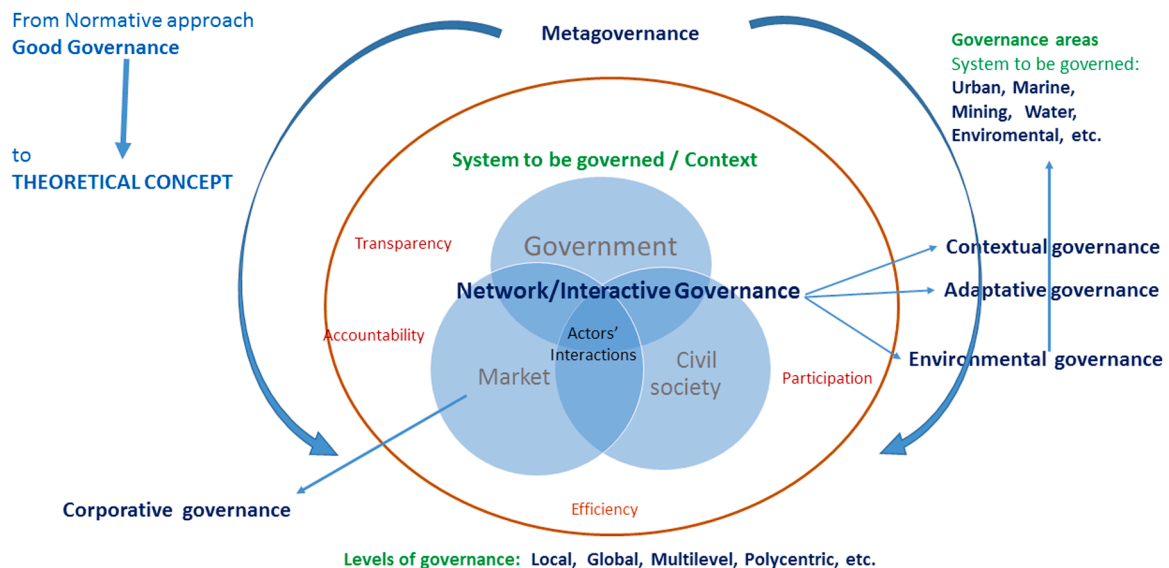 From Normative approach
Good Governance
to
THEORETICAL CONCEPT
Metagovernance
Governance areas
System to be governed:
Urban, Marine,
Mining, Water,
Enviromental, etc.
System to be governed / Context
Transparency
Government
Network/Interactive Governance
Accountability
Actors'
Interactions
Market
Civil
society
Participation
Contextual governance
Adaptative governance
Environmental governance
Corporative governance
Efficiency
Levels of governance: Local, Global, Multilevel, Polycentric, etc.